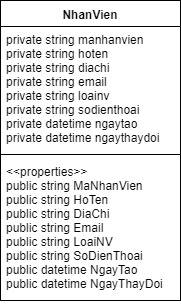 NhanVien
private string manhanvien
private string hoten
private string diachi
private string email
private string loainv
private string sodienthoai
private datetime ngaytao
private datetime ngaythaydoi
<<properties>>
public string MaNhanVien
public string HoTen
public string DiaChi
public string Email
public string LoaiNV
public string SoDienThoai
public datetime NgayTao
public datetime NgayThayDoi